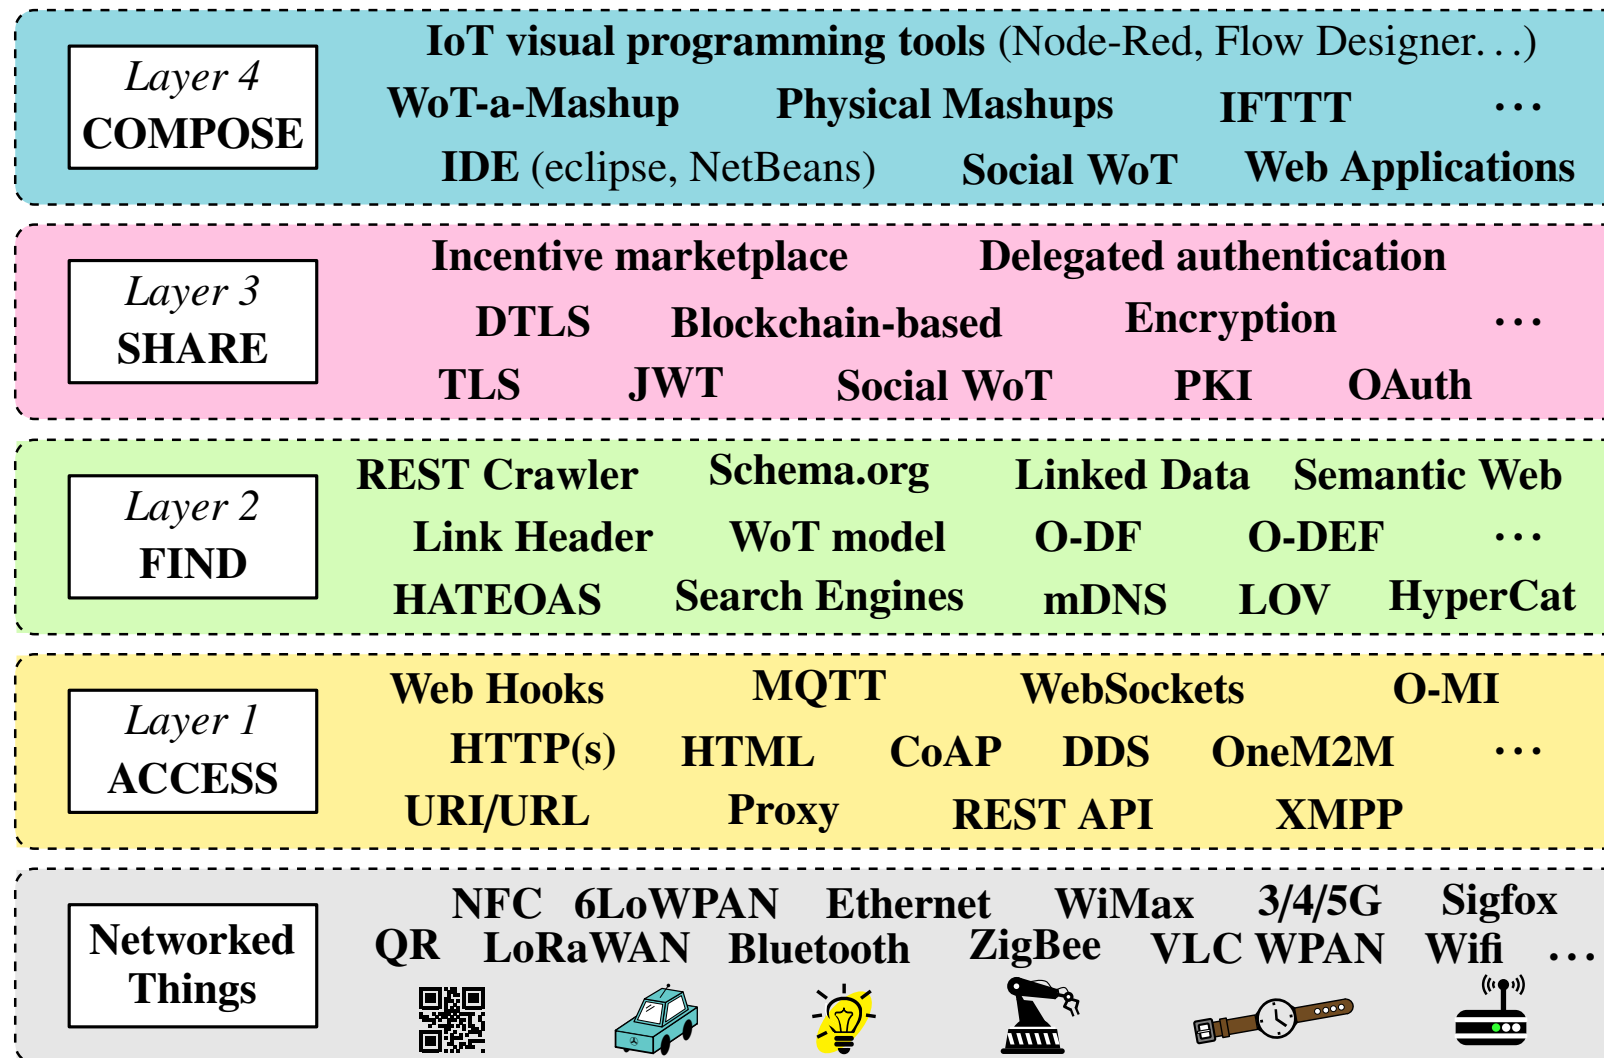 Layer 4
COMPOSE
IoT visual programming tools (Node-Red, Flow Designer...)
WoT-a-Mashup Physical Mashups IFTTT ...
IDE (eclipse, NetBeans) Social WoT Web Applications
Layer 3
SHARE
Incentive marketplace Delegated authentication
DTLS Blockchain-based Encryption ...
TLS JWT Social WoT PKI OAuth
Layer 2
FIND
REST Crawler Schema.org Linked Data Semantic Web
Link Header WoT model O-DF O-DEF ...
HATEOAS Search Engines mDNS LOV HyperCat
Layer 1
ACCESS
Web Hooks MQTT WebSockets O-MI
HTTP(s) HTML CoAP DDS OneM2M ...
URI/URL Proxy REST API XMPP
Networked
Things
NFC 6LoWPAN Ethernet WiMax 3/4/5G Sigfox
QR LoRaWAN Bluetooth ZigBee VLC WPAN Wifi ...